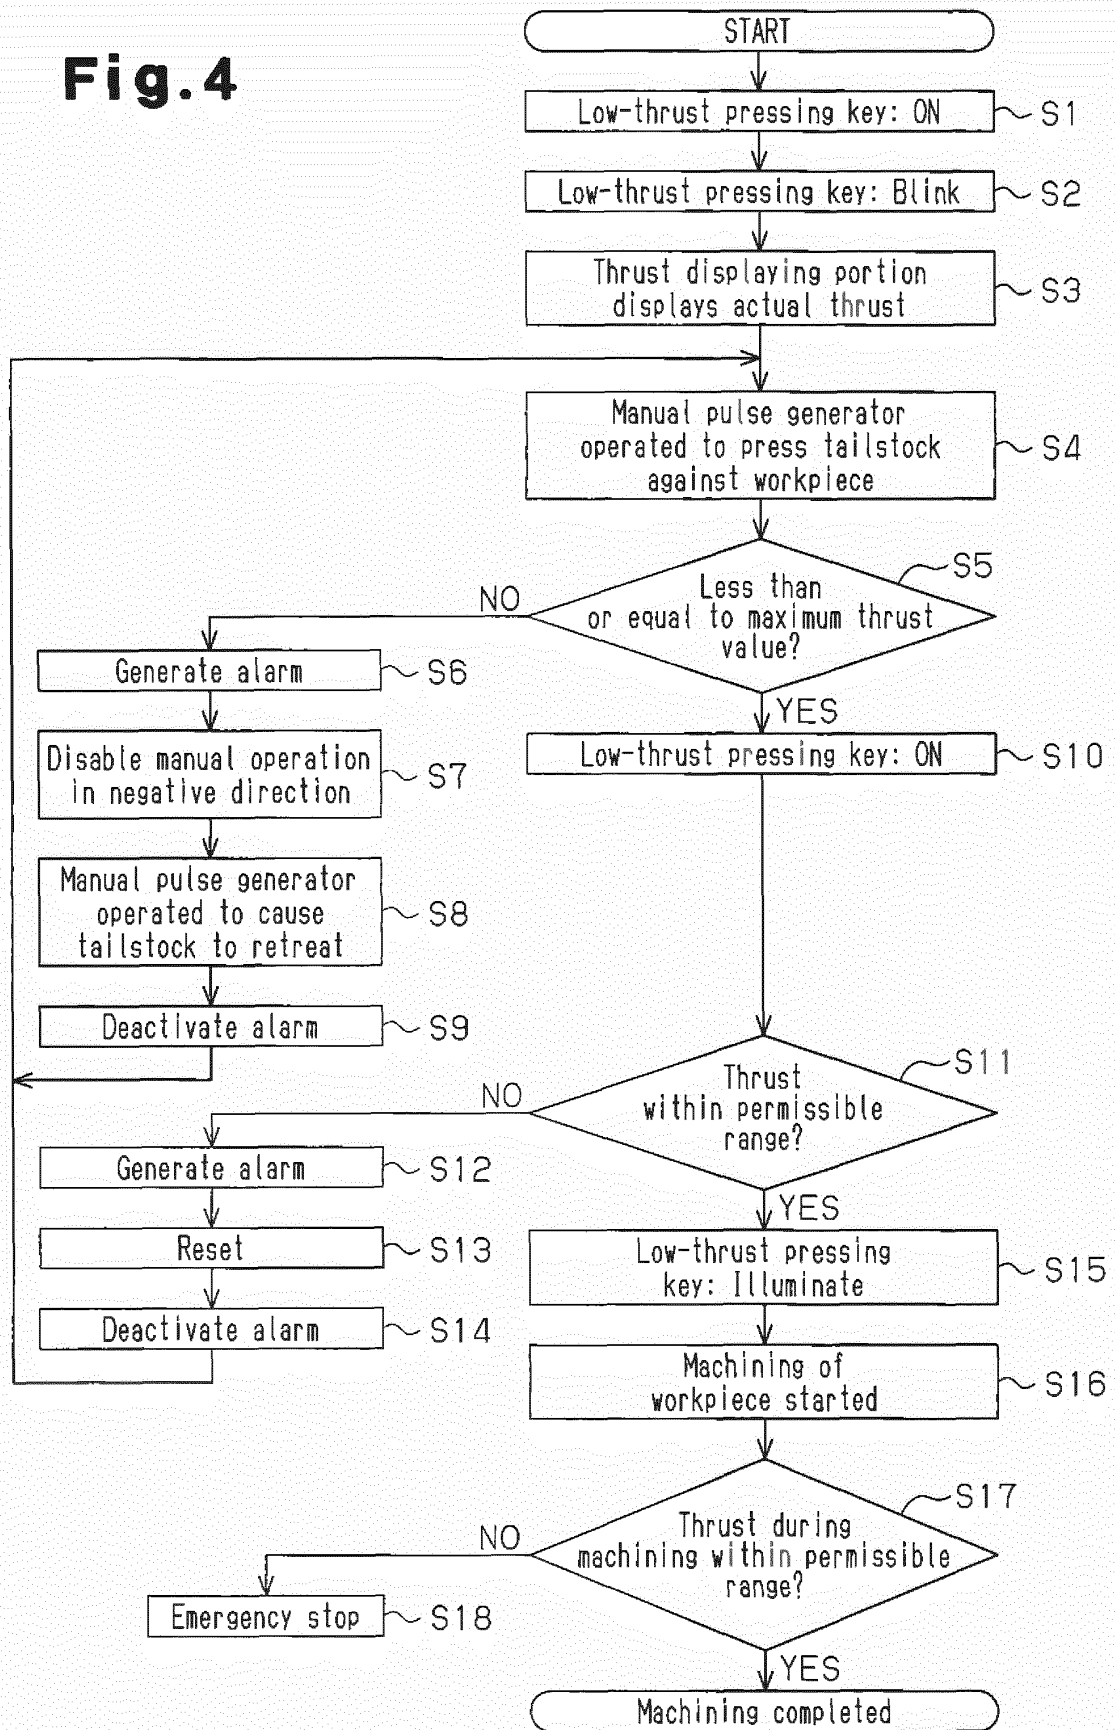 Fig.4
START
Low-thrust pressing key: ON
S1
Low-thrust pressing key: Blink
S2
Thrust displaying portion
displays actual thrust
S3
Manual pulse generator
operated to press tailstock
against workpiece
S4
Less than
or equal to maximum thrust
value?
S5
NO
YES
Generate alarm
S6
Disable manual operation
in negative direction
S7
Manual pulse generator
operated to cause
tailstock to retreat
S8
Deactivate alarm
S9
Low-thrust pressing key: ON
S10
Thrust
within permissible
range?
S11
NO
YES
Generate alarm
S12
Reset
S13
Deactivate alarm
S14
Low-thrust pressing
key: Illuminate
S15
Machining of
workpiece started
S16
Thrust during
machining within permissible
range?
S17
NO
YES
Emergency stop
S18
Machining completed